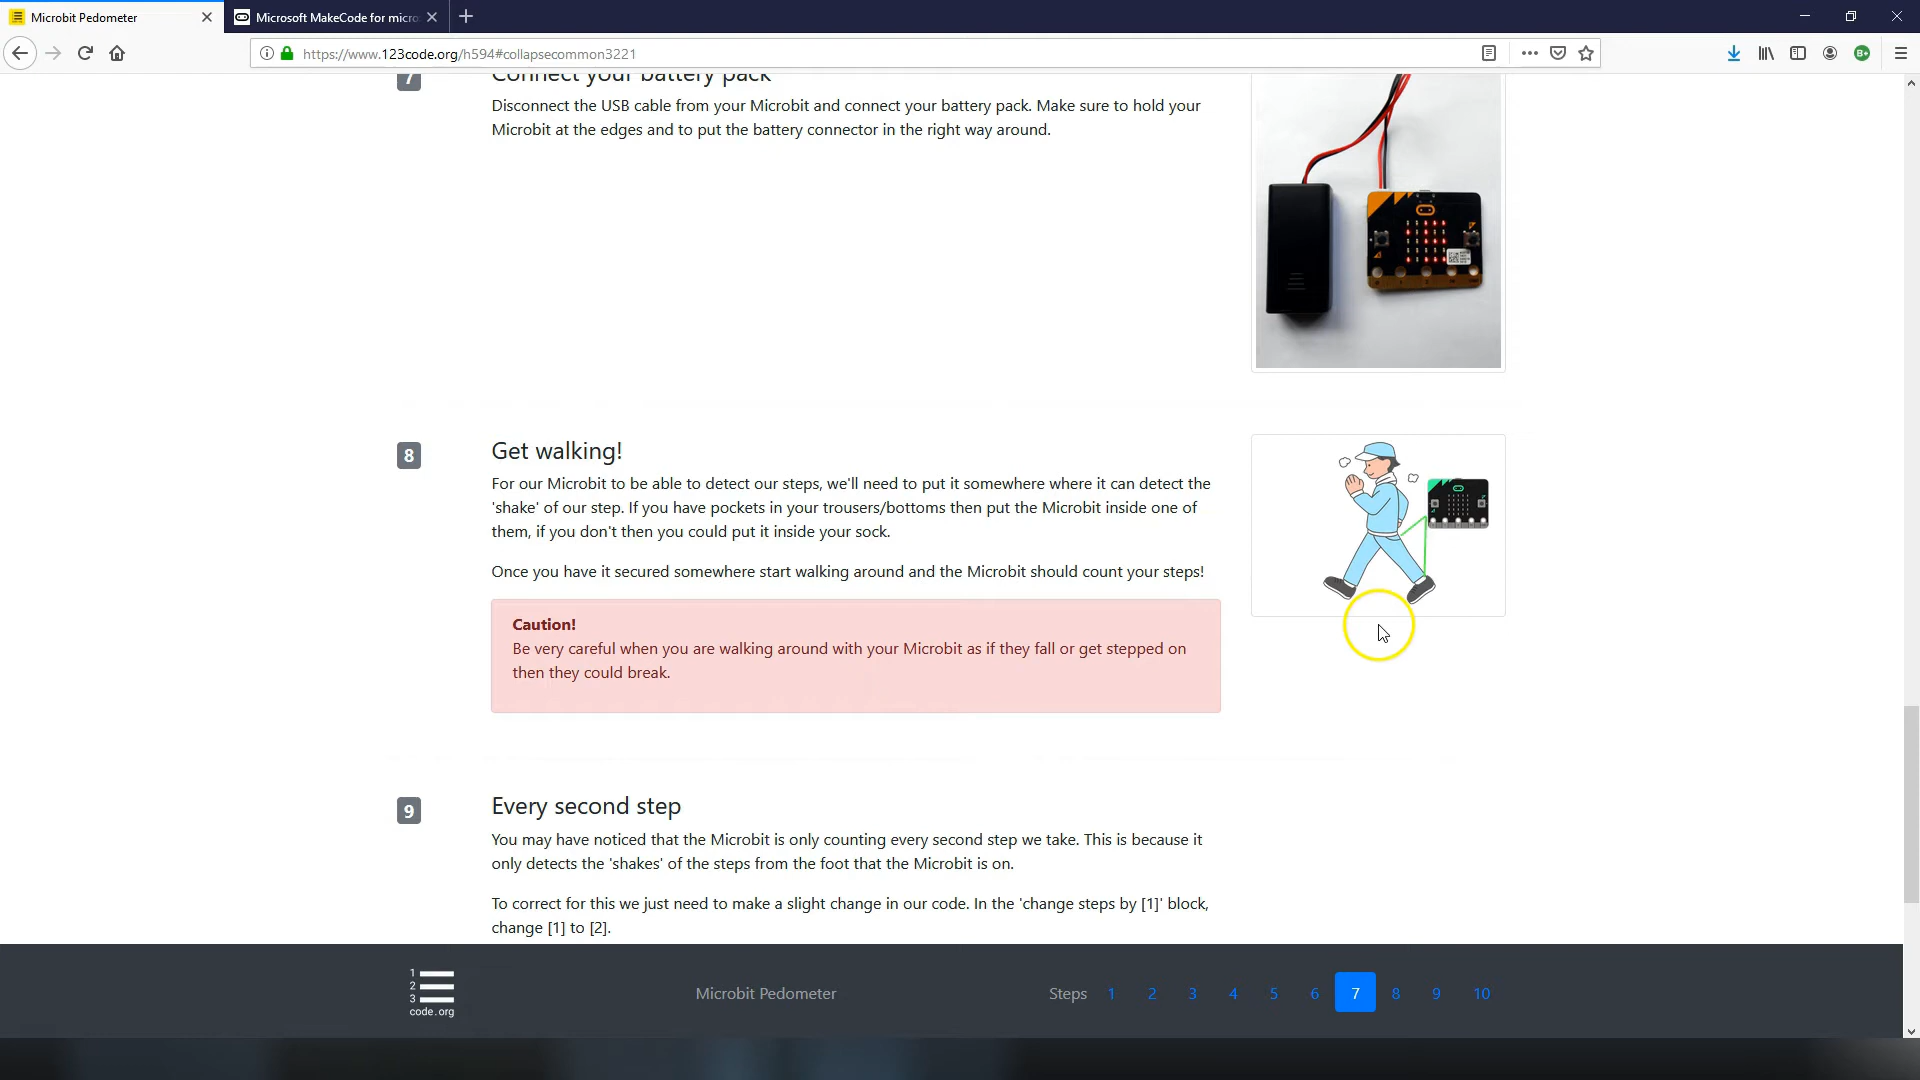 Microbit Pedometer
Microsoft MakeCode for micro
https://www.123code.org/h594#collapsecommon3221
7
Connect your battery pack
Disconnect the USB cable from your Microbit and connect your battery pack. Make sure to hold your
Microbit at the edges and to put the battery connector in the right way around.
8
Get walking!
For our Microbit to be able to detect our steps, we'll need to put it somewhere where it can detect the
'shake' of our step. If you have pockets in your trousers/bottoms then put the Microbit inside one of
them, if you don't then you could put it inside your sock.
Once you have it secured somewhere start walking around and the Microbit should count your steps!
Caution!
Be very careful when you are walking around with your Microbit as if they fall or get stepped on
then they could break.
9
Every second step
You may have noticed that the Microbit is only counting every second step we take. This is because it
only detects the 'shakes' of the steps from the foot that the Microbit is on.
To correct for this we just need to make a slight change in our code. In the 'change steps by [1]' block,
change [1] to [2].
1
2
3
code.org
Microbit Pedometer
Steps 1 2 3 4 5 6 7 8 9 10
B+